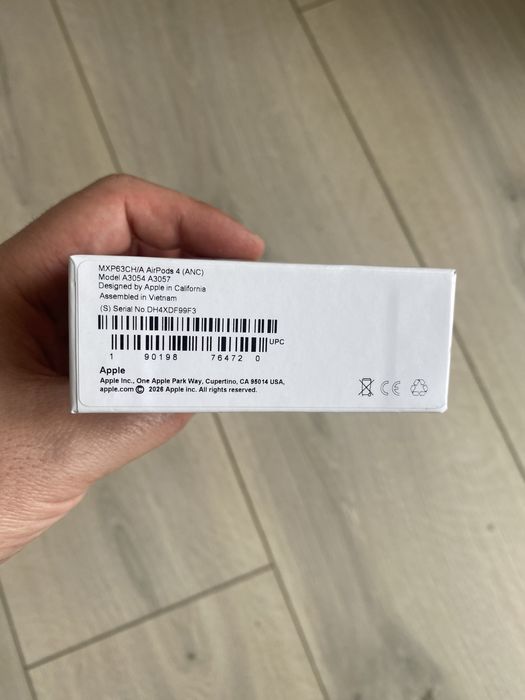 MXP63CH/A AirPods 4 (ANC)
Model A3054 A3057
Designed by Apple in California
Assembled in Vietnam
(S) Serial No DH4XDF99F3
UPC
1 90198 76472 0
Apple
Apple Inc., One Apple Park Way, Cupertino, CA 95014 USA,
apple.com © 2026 Apple inc. All rights reserved.
CE